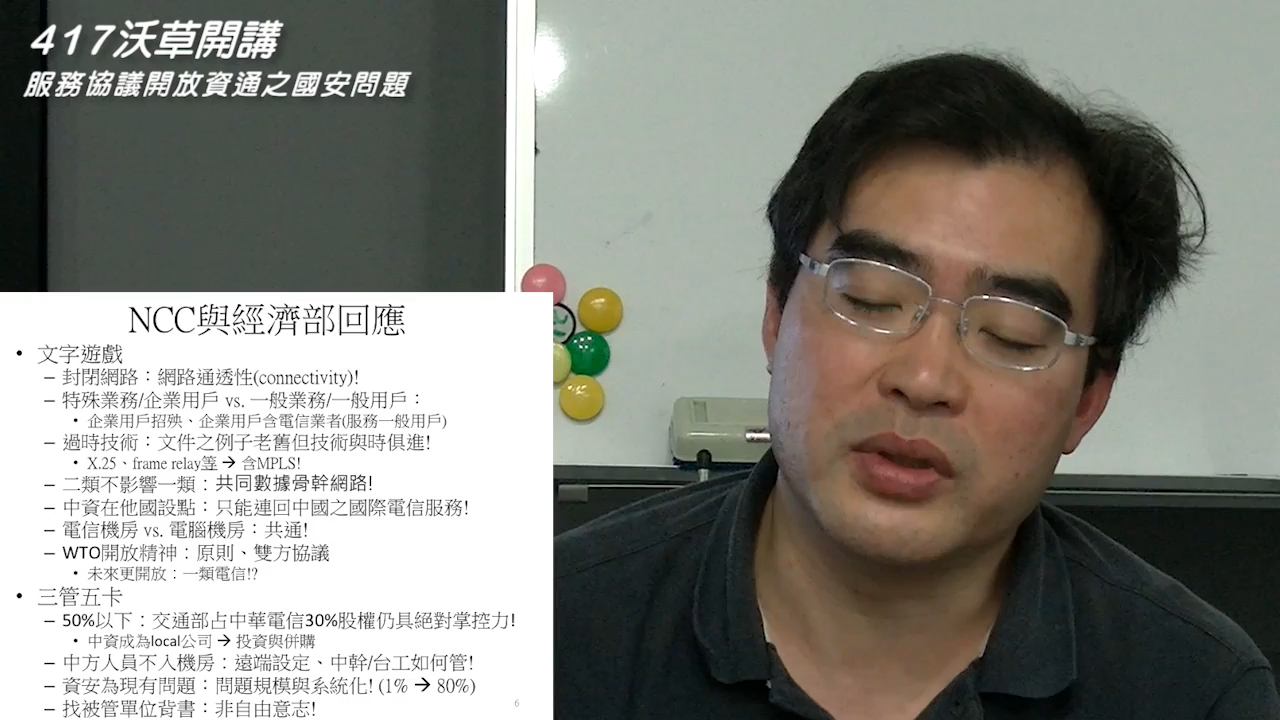 417沃草開講
服務協議開放資通之國安問題
NCC與經濟部回應
• 文字遊戲
– 封閉網路：網路通透性(connectivity)!
– 特殊業務/企業用戶 vs. 一般業務/一般用戶：
• 企業用戶招殃、企業用戶含電信業者(服務一般用戶)
– 過時技術：文件之例子老舊但技術與時俱進!
• X.25、frame relay等 → 含MPLS!
– 二類不影響一類：共同數據骨幹網路!
– 中資在他國設點：只能連回中國之國際電信服務!
– 電信機房 vs. 電腦機房：共通!
– WTO開放精神：原則、雙方協議
• 未來更開放：一類電信!?
• 三管五卡
– 50%以下：交通部占中華電信30%股權仍具絕對掌控力!
• 中資成為local公司 → 投資與併購
– 中方人員不入機房：遠端設定、中幹/台工如何管!
– 資安為現有問題：問題規模與系統化! (1% → 80%)
– 找被管單位背書：非自由意志!
6